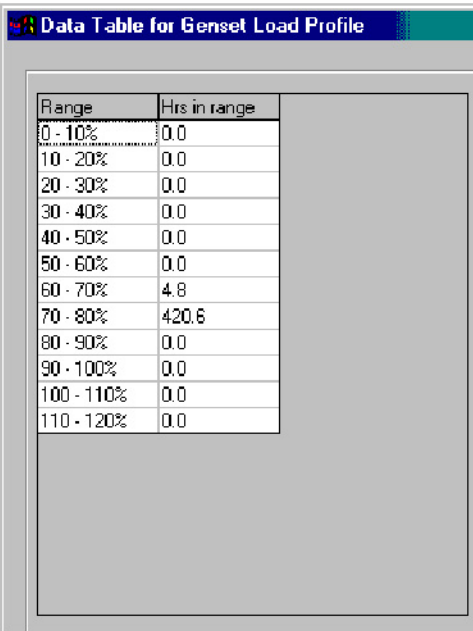 Data Table for Genset Load Profile
Range Hrs in range
0 - 10% 0.0
10 - 20% 0.0
20 - 30% 0.0
30 - 40% 0.0
40 - 50% 0.0
50 - 60% 0.0
60 - 70% 4.8
70 - 80% 420.6
80 - 90% 0.0
90 - 100% 0.0
100 - 110% 0.0
110 - 120% 0.0